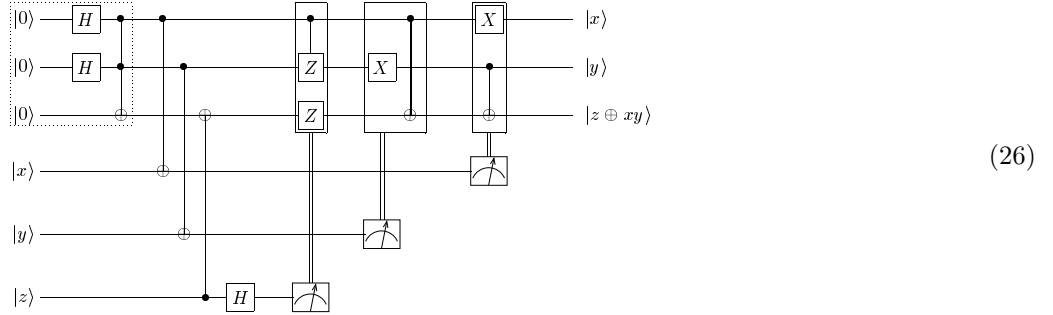 |0⟩ H X |x⟩
|0⟩ H Z X |y⟩
|0⟩ Z |z ⊕ xy⟩
(26)
|x⟩
|y⟩
|z⟩ H